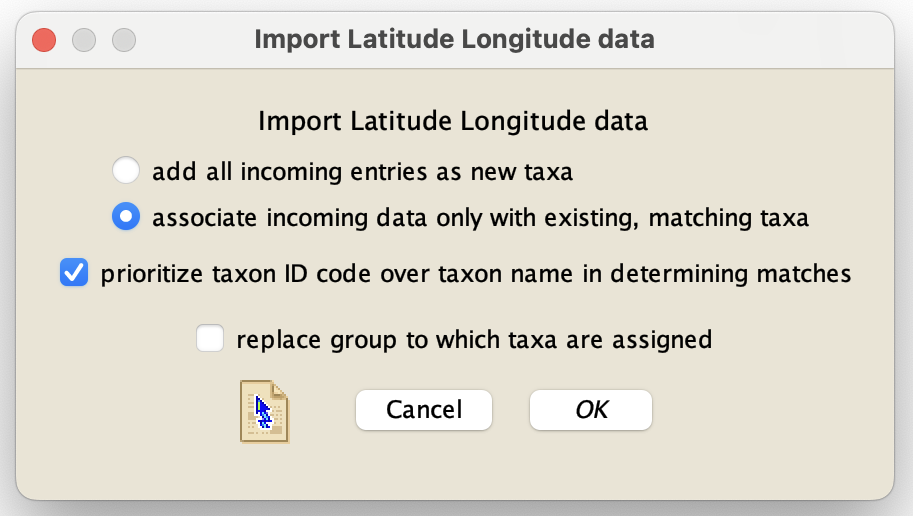 Import Latitude Longitude data
Import Latitude Longitude data
add all incoming entries as new taxa
associate incoming data only with existing, matching taxa
prioritize taxon ID code over taxon name in determining matches
replace group to which taxa are assigned
Cancel
OK